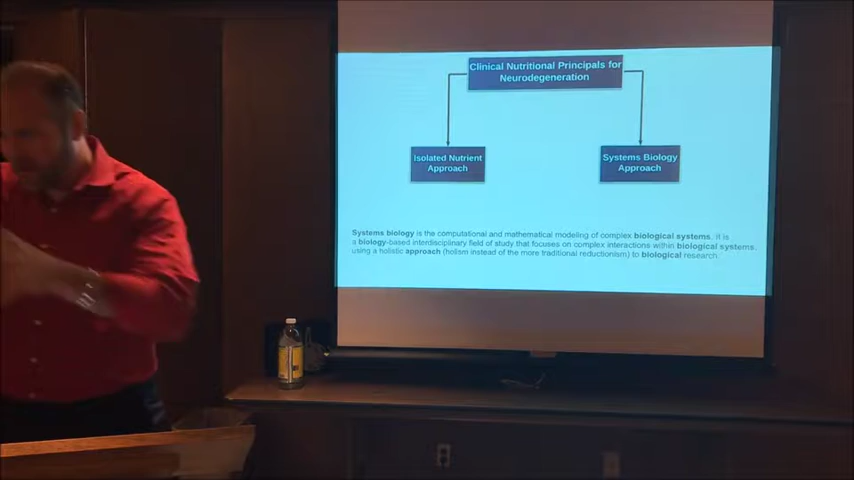 Clinical Nutritional Principals for
Neurodegeneration
Isolated Nutrient
Approach
Systems Biology
Approach
Systems biology is the computational and mathematical modeling of complex biological systems. It is
a biology-based interdisciplinary field of study that focuses on complex interactions within biological systems,
using a holistic approach (holism instead of the more traditional reductionism) to biological research.